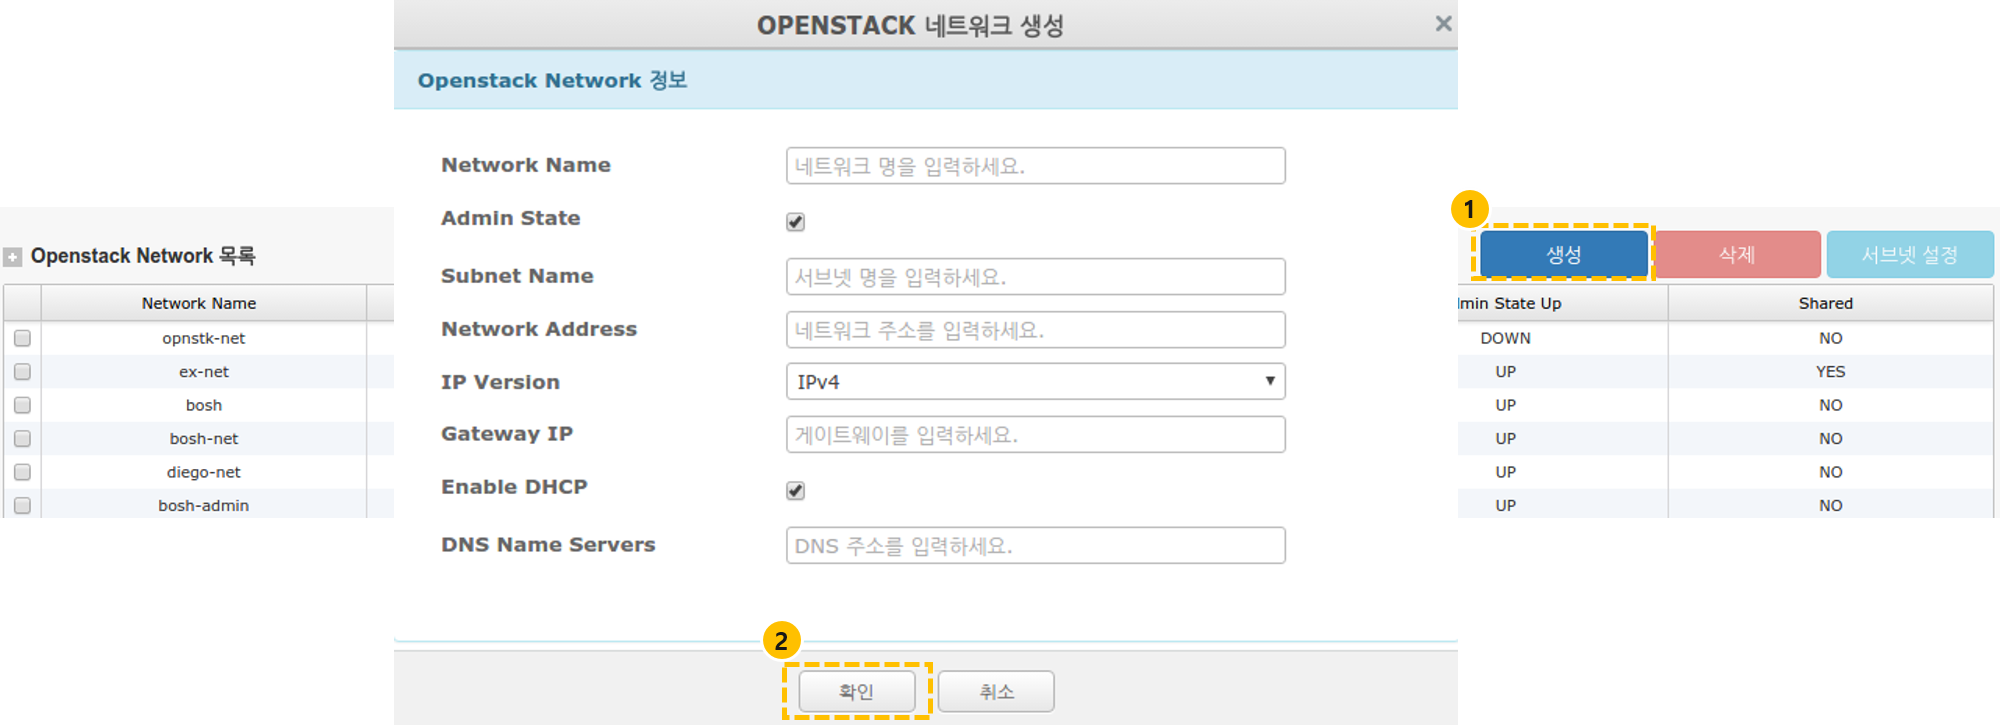 OPENSTACK 네트워크 생성
Openstack Network 정보
Network Name 네트워크 명을 입력하세요.
Admin State
Subnet Name 서브넷 명을 입력하세요.
Network Address 네트워크 주소를 입력하세요.
IP Version IPv4
Gateway IP 게이트웨이를 입력하세요.
Enable DHCP
DNS Name Servers DNS 주소를 입력하세요.
2
확인 취소
Openstack Network 목록
Network Name
opnstk-net
ex-net
bosh
bosh-net
diego-net
bosh-admin
1
생성 삭제 서브넷 설정
dmin State Up Shared
DOWN NO
UP YES
UP NO
UP NO
UP NO
UP NO